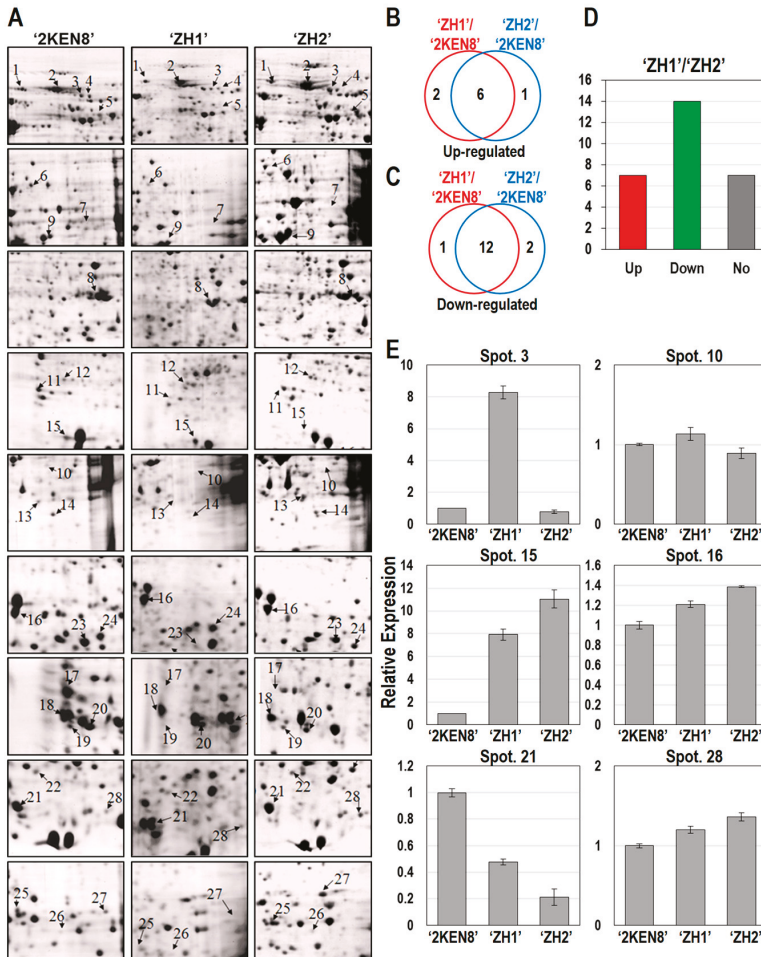 A
'2KEN8' 'ZH1' 'ZH2'
1 2 3 4 5
1 2 3 4 5
1 2 3 4 5
6 7 9
6 7 9
6 7 9
8
8
8
11 12 15
12 11 15
12 11 15
10 13 14
10 13 14
10 13 14
16 23 24
16 24 23
16 23 24
17 18 20 19
17 18 19 20
17 18 20 19
22 21 28
22 21 28
22 21 28
25 27 26
27 25 26
27 25 26
B
'ZH1'/ '2KEN8'
'ZH2'/ '2KEN8'
2 6 1
Up-regulated
C
'ZH1'/ '2KEN8'
'ZH2'/ '2KEN8'
1 12 2
Down-regulated
D
'ZH1'/'ZH2'
16
14
12
10
8
6
4
2
0
Up Down No
E
Relative Expression
Spot. 3
10
8
6
4
2
0
'2KEN8' 'ZH1' 'ZH2'
Spot. 10
2
1
0
'2KEN8' 'ZH1' 'ZH2'
Spot. 15
14
12
10
8
6
4
2
0
'2KEN8' 'ZH1' 'ZH2'
Spot. 16
1.6
1.4
1.2
1
0.8
0.6
0.4
0.2
0
'2KEN8' 'ZH1' 'ZH2'
Spot. 21
1.2
1
0.8
0.6
0.4
0.2
0
'2KEN8' 'ZH1' 'ZH2'
Spot. 28
2
1
0
'2KEN8' 'ZH1' 'ZH2'